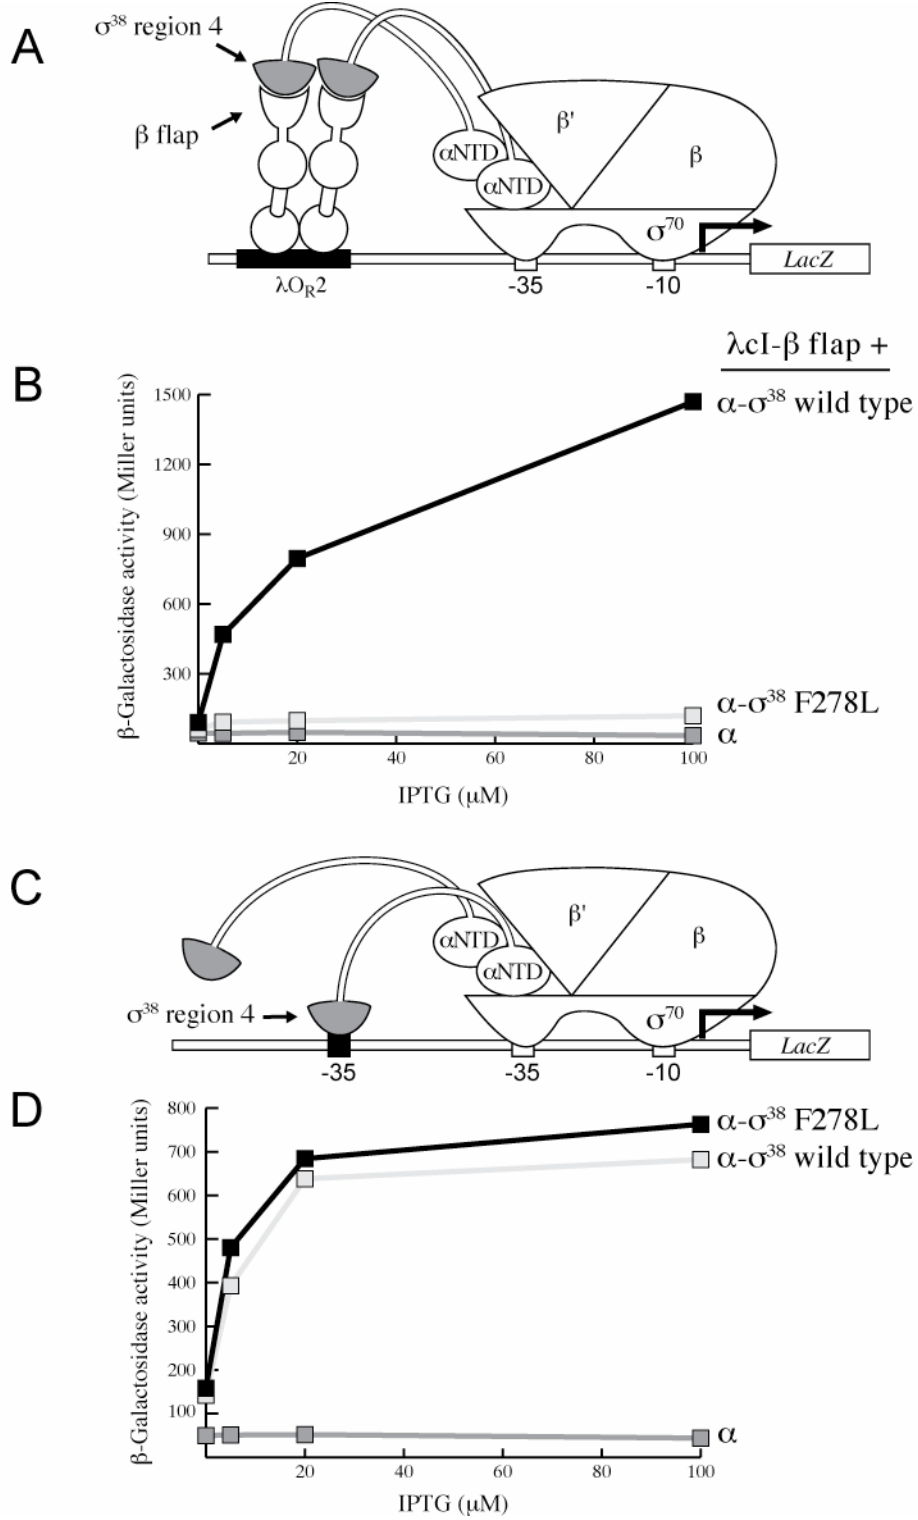 A
σ³⁸ region 4
β flap
αNTD
αNTD
β'
β
σ⁷⁰
LacZ
λO_R2
-35
-10
B
λcI-β flap +
β-Galactosidase activity (Miller units)
1500
1200
900
600
300
20
40
60
80
100
IPTG (μM)
α-σ³⁸ wild type
α-σ³⁸ F278L
α
C
σ³⁸ region 4
αNTD
αNTD
β'
β
σ⁷⁰
LacZ
-35
-35
-10
D
β-Galactosidase activity (Miller units)
800
700
600
500
400
300
200
100
20
40
60
80
100
IPTG (μM)
α-σ³⁸ F278L
α-σ³⁸ wild type
α